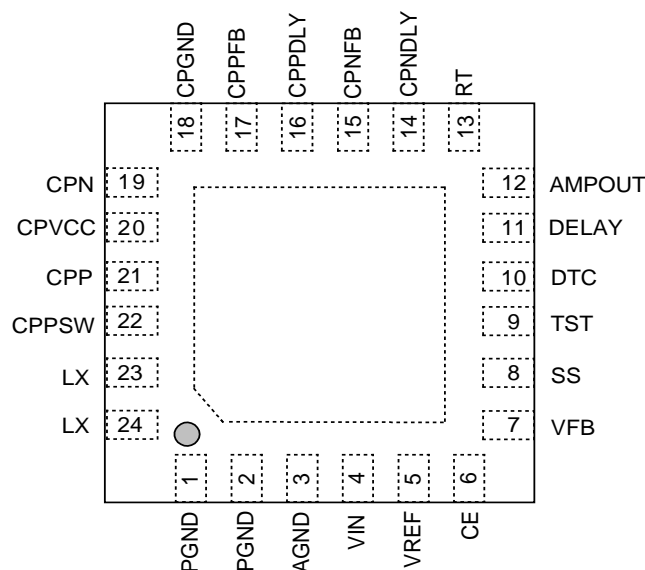 CPGND CPPFB CPPDLY CPNFB CPNDLY RT
18 17 16 15 14 13
CPN 19 12 AMPOUT
CPVCC 20 11 DELAY
CPP 21 10 DTC
CPPSW 22 9 TST
LX 23 8 SS
LX 24 7 VFB
1 2 3 4 5 6
PGND PGND AGND VIN VREF CE